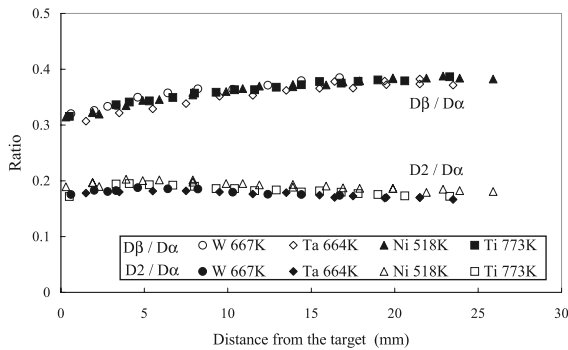 0.5
0.4
0.3
0.2
0.1
0
Ratio
Dβ / Dα
D2 / Dα
Dβ / Dα ○ W 667K ◇ Ta 664K ▲ Ni 518K ■ Ti 773K
D2 / Dα ● W 667K ◆ Ta 664K △ Ni 518K □ Ti 773K
0 5 10 15 20 25 30
Distance from the target (mm)